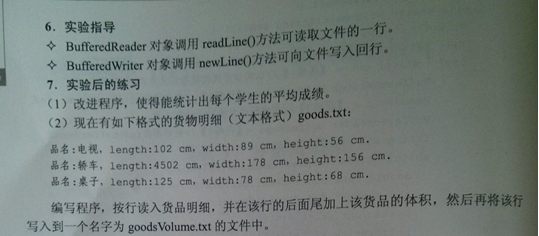 6．实验指导
✧ BufferedReader 对象调用 readLine()方法可读取文件的一行。
✧ BufferedWriter 对象调用 newLine()方法可向文件写入回行。
7．实验后的练习
（1）改进程序，使得能统计出每个学生的平均成绩。
（2）现在有如下格式的货物明细（文本格式）goods.txt：
品名:电视，length:102 cm，width:89 cm，height:56 cm.
品名:轿车，length:4502 cm，width:178 cm，height:156 cm.
品名:桌子，length:125 cm，width:78 cm，height:68 cm.
编写程序，按行读入货品明细，并在该行的后面尾加上该货品的体积，然后再将该行
写入到一个名字为 goodsVolume.txt 的文件中。